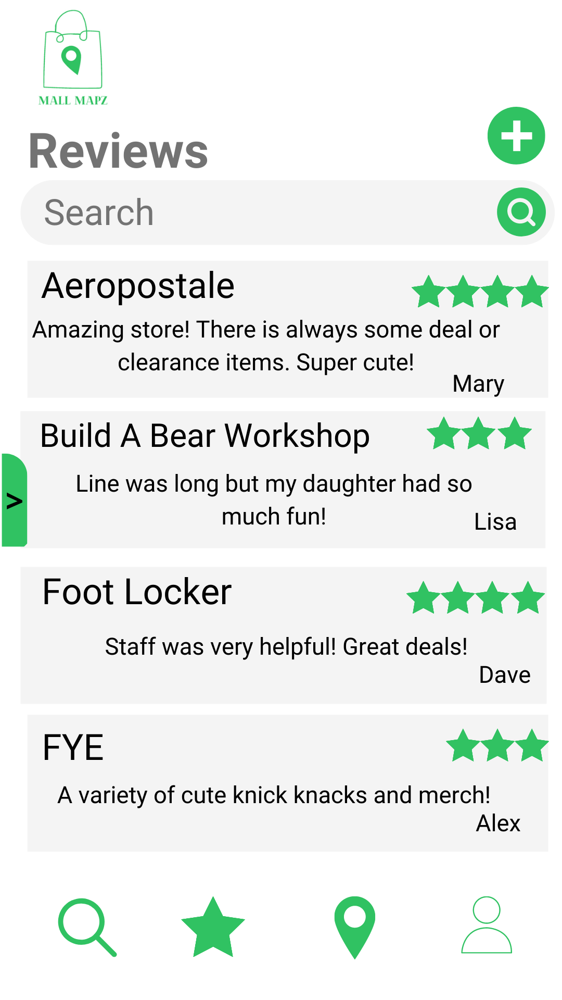 MALL MAPZ
Reviews
Search
Aeropostale
Amazing store! There is always some deal or
clearance items. Super cute!
Mary
Build A Bear Workshop
Line was long but my daughter had so
much fun!
Lisa
>
Foot Locker
Staff was very helpful! Great deals!
Dave
FYE
A variety of cute knick knacks and merch!
Alex